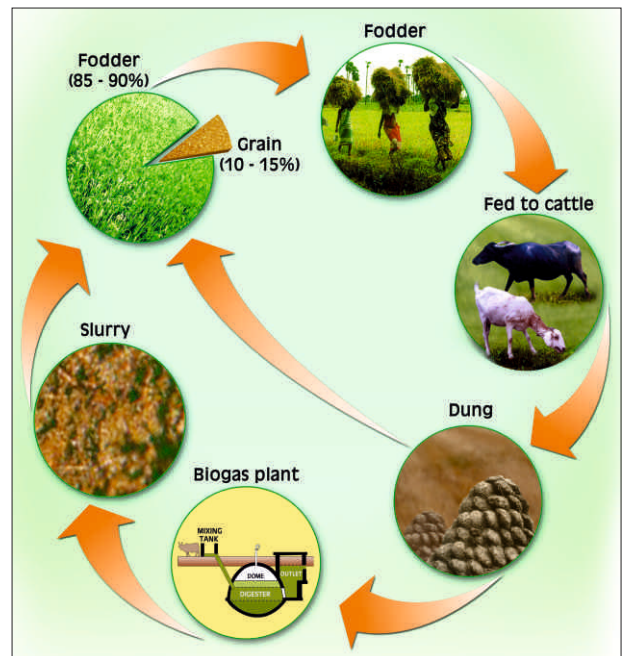 Fodder
(85 - 90%)
Grain
(10 - 15%)
Fodder
Fed to cattle
Dung
Biogas plant
MIXING
TANK
DOME
OUTLET
DIGESTER
Slurry